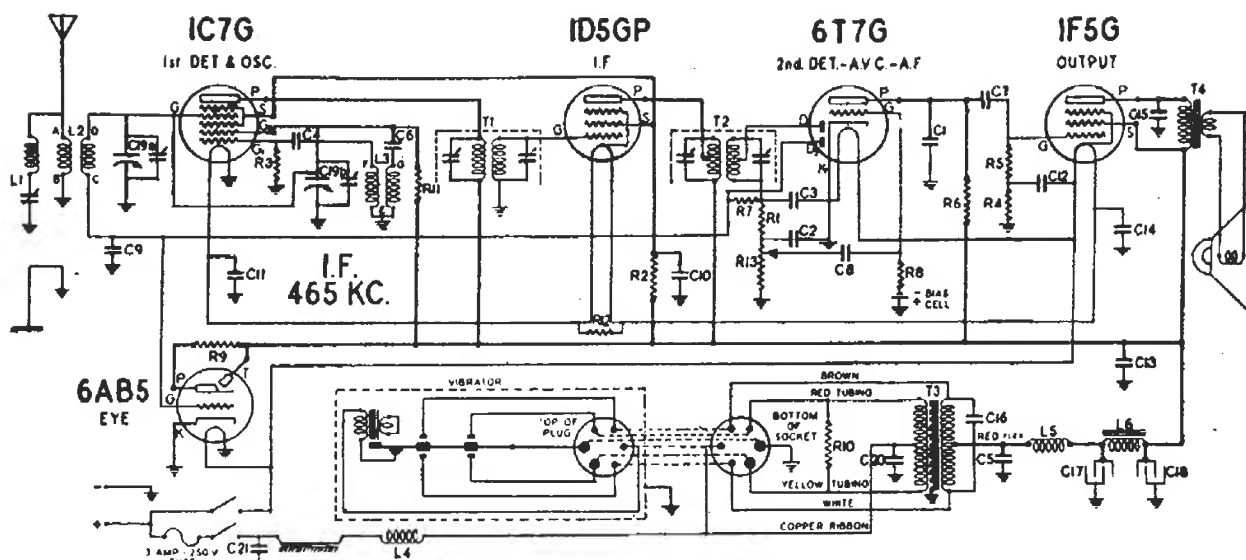 1C7G
1st DET & OSC.
1D5GP
I.F
6T7G
2nd. DET.-A.V.C.-A.F
1F5G
OUTPUT
P
G
S
G
G
P
S
G
P
G
D
D
K
P
G
S
T4
C15
C7
C1
A
L2
D
B
C
L1
C19a
C4
C6
R3
C19b
L3
F
G
E
R11
T1
T2
R7
R1
C3
C2
R13
C8
R8
R6
R5
R4
C12
C14
C9
C11
I.F.
465 KC.
R2
C10
- BIAS
+ CELL
R9
P
T
G
K
6AB5
EYE
VIBRATOR
TOP OF
PLUG
BROWN
RED TUBING
BOTTOM
OF
SOCKET
R10
YELLOW TUBING
WHITE
COPPER RIBBON
T3
C20
C16
RED FLEX
C5
L5
L6
C13
C17
C18
-
+
3 AMP - 250 V
C21
L4